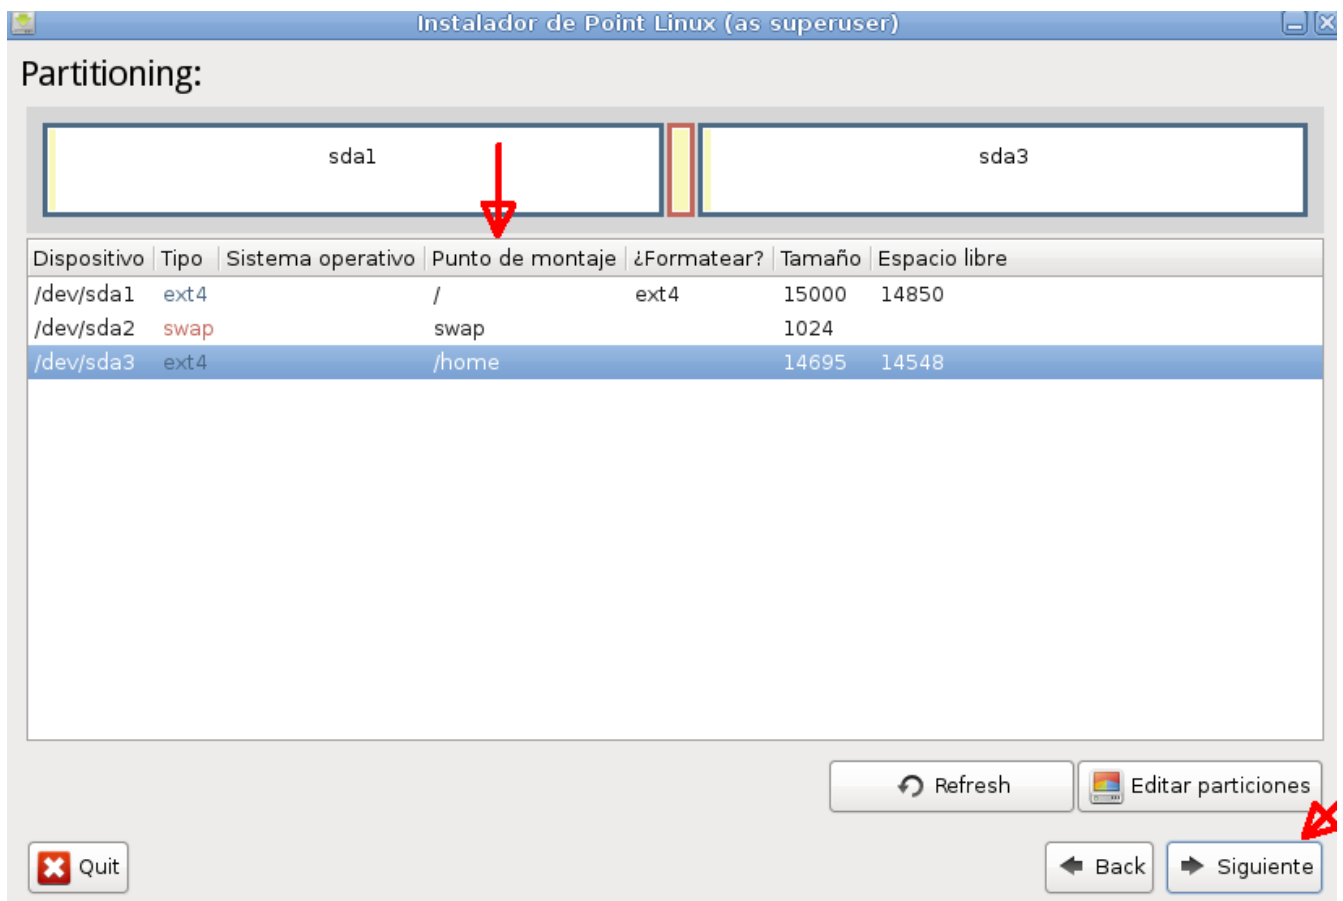 Instalador de Point Linux (as superuser)
Partitioning:
sda1 sda3
Dispositivo Tipo Sistema operativo Punto de montaje ¿Formatear? Tamaño Espacio libre
/dev/sda1 ext4 / ext4 15000 14850
/dev/sda2 swap swap 1024
/dev/sda3 ext4 /home 14695 14548
Refresh Editar particiones
Quit Back Siguiente